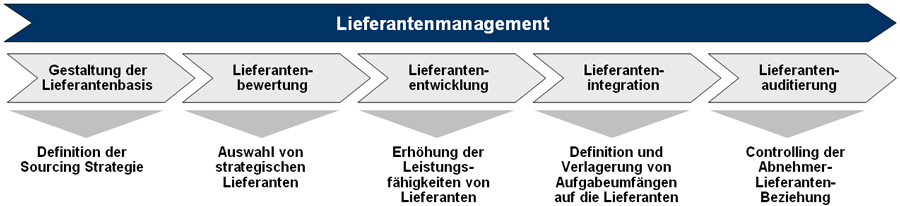 Lieferantenmanagement
Gestaltung der
Lieferantenbasis
Lieferanten-
bewertung
Lieferanten-
entwicklung
Lieferanten-
integration
Lieferanten-
auditierung
Definition der
Sourcing Strategie
Auswahl von
strategischen
Lieferanten
Erhöhung der
Leistungs-
fähigkeiten von
Lieferanten
Definition und
Verlagerung von
Aufgabeumfängen
auf die Lieferanten
Controlling der
Abnehmer-
Lieferanten-
Beziehung